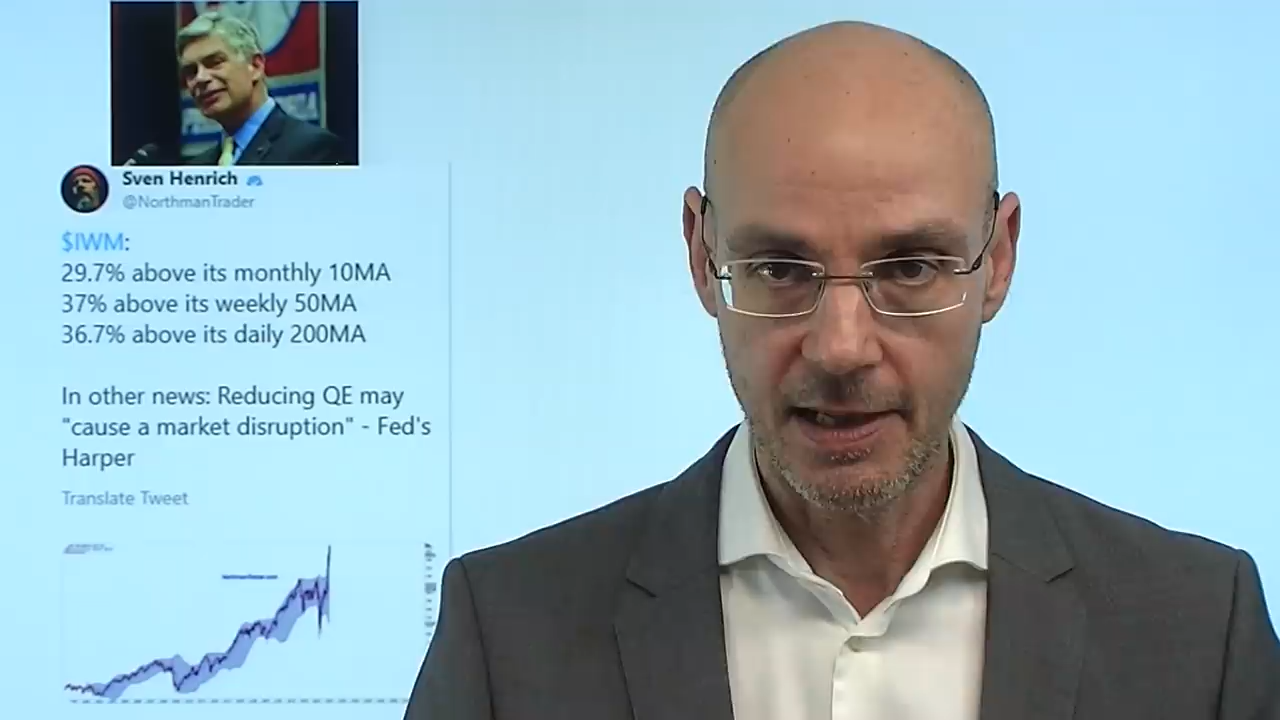 Sven Henrich
@NorthmanTrader
$IWM:
29.7% above its monthly 10MA
37% above its weekly 50MA
36.7% above its daily 200MA
In other news: Reducing QE may
"cause a market disruption" - Fed's
Harper
Translate Tweet